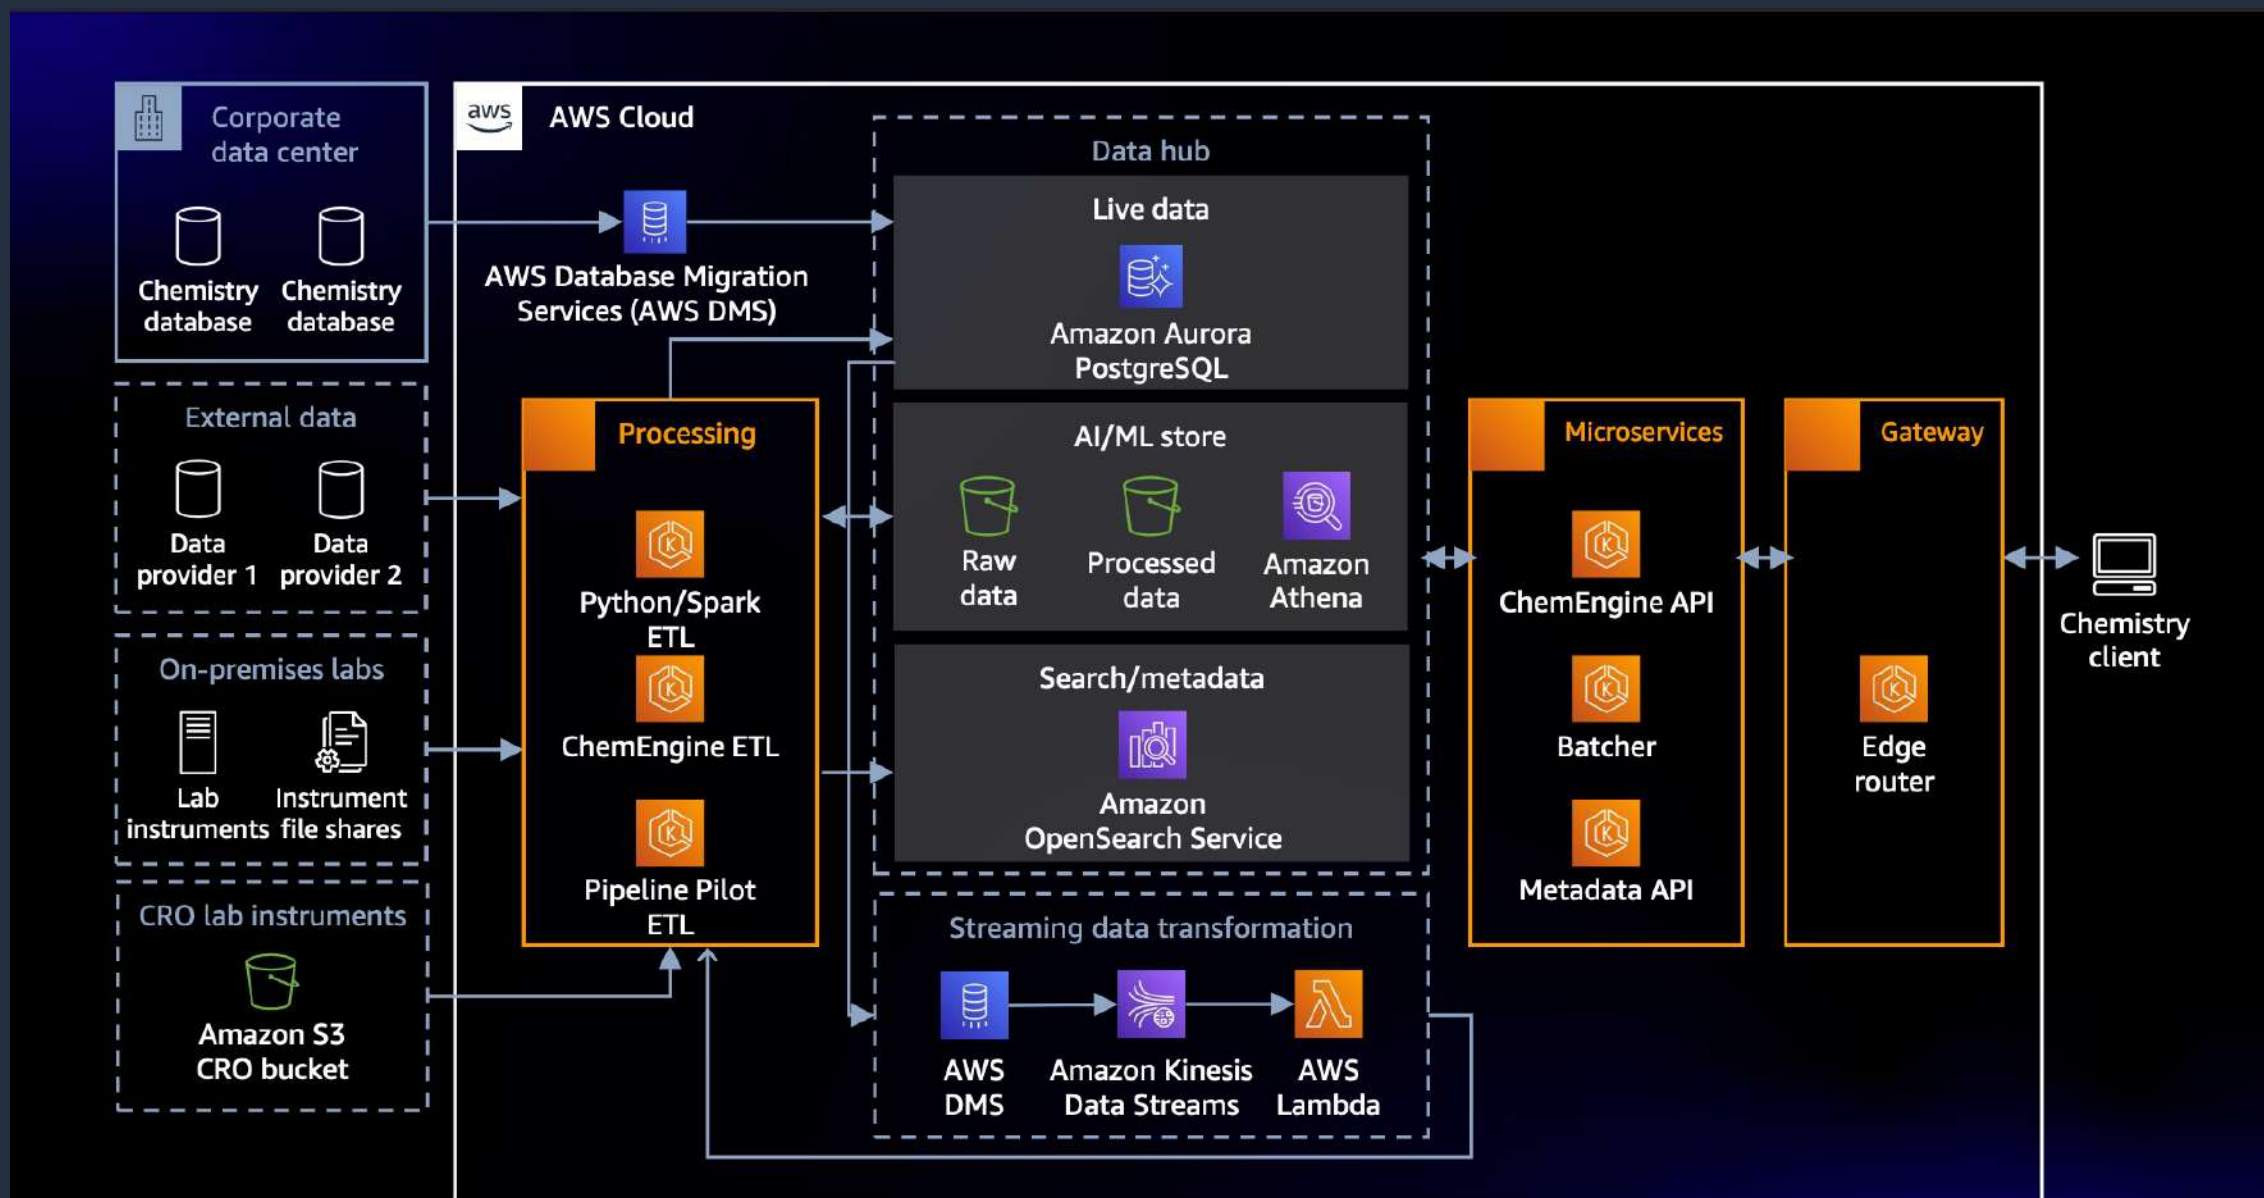 Corporate
data center
Chemistry
database
Chemistry
database
External data
Data
provider 1
Data
provider 2
On-premises labs
Lab
instruments
Instrument
file shares
CRO lab instruments
Amazon S3
CRO bucket
aws
AWS Cloud
AWS Database Migration
Services (AWS DMS)
Processing
K
Python/Spark
ETL
K
ChemEngine ETL
K
Pipeline Pilot
ETL
Data hub
Live data
Amazon Aurora
PostgreSQL
AI/ML store
Raw
data
Processed
data
Amazon
Athena
Search/metadata
Amazon
OpenSearch Service
Streaming data transformation
AWS
DMS
Amazon Kinesis
Data Streams
AWS
Lambda
Microservices
K
ChemEngine API
K
Batcher
K
Metadata API
Gateway
K
Edge
router
Chemistry
client